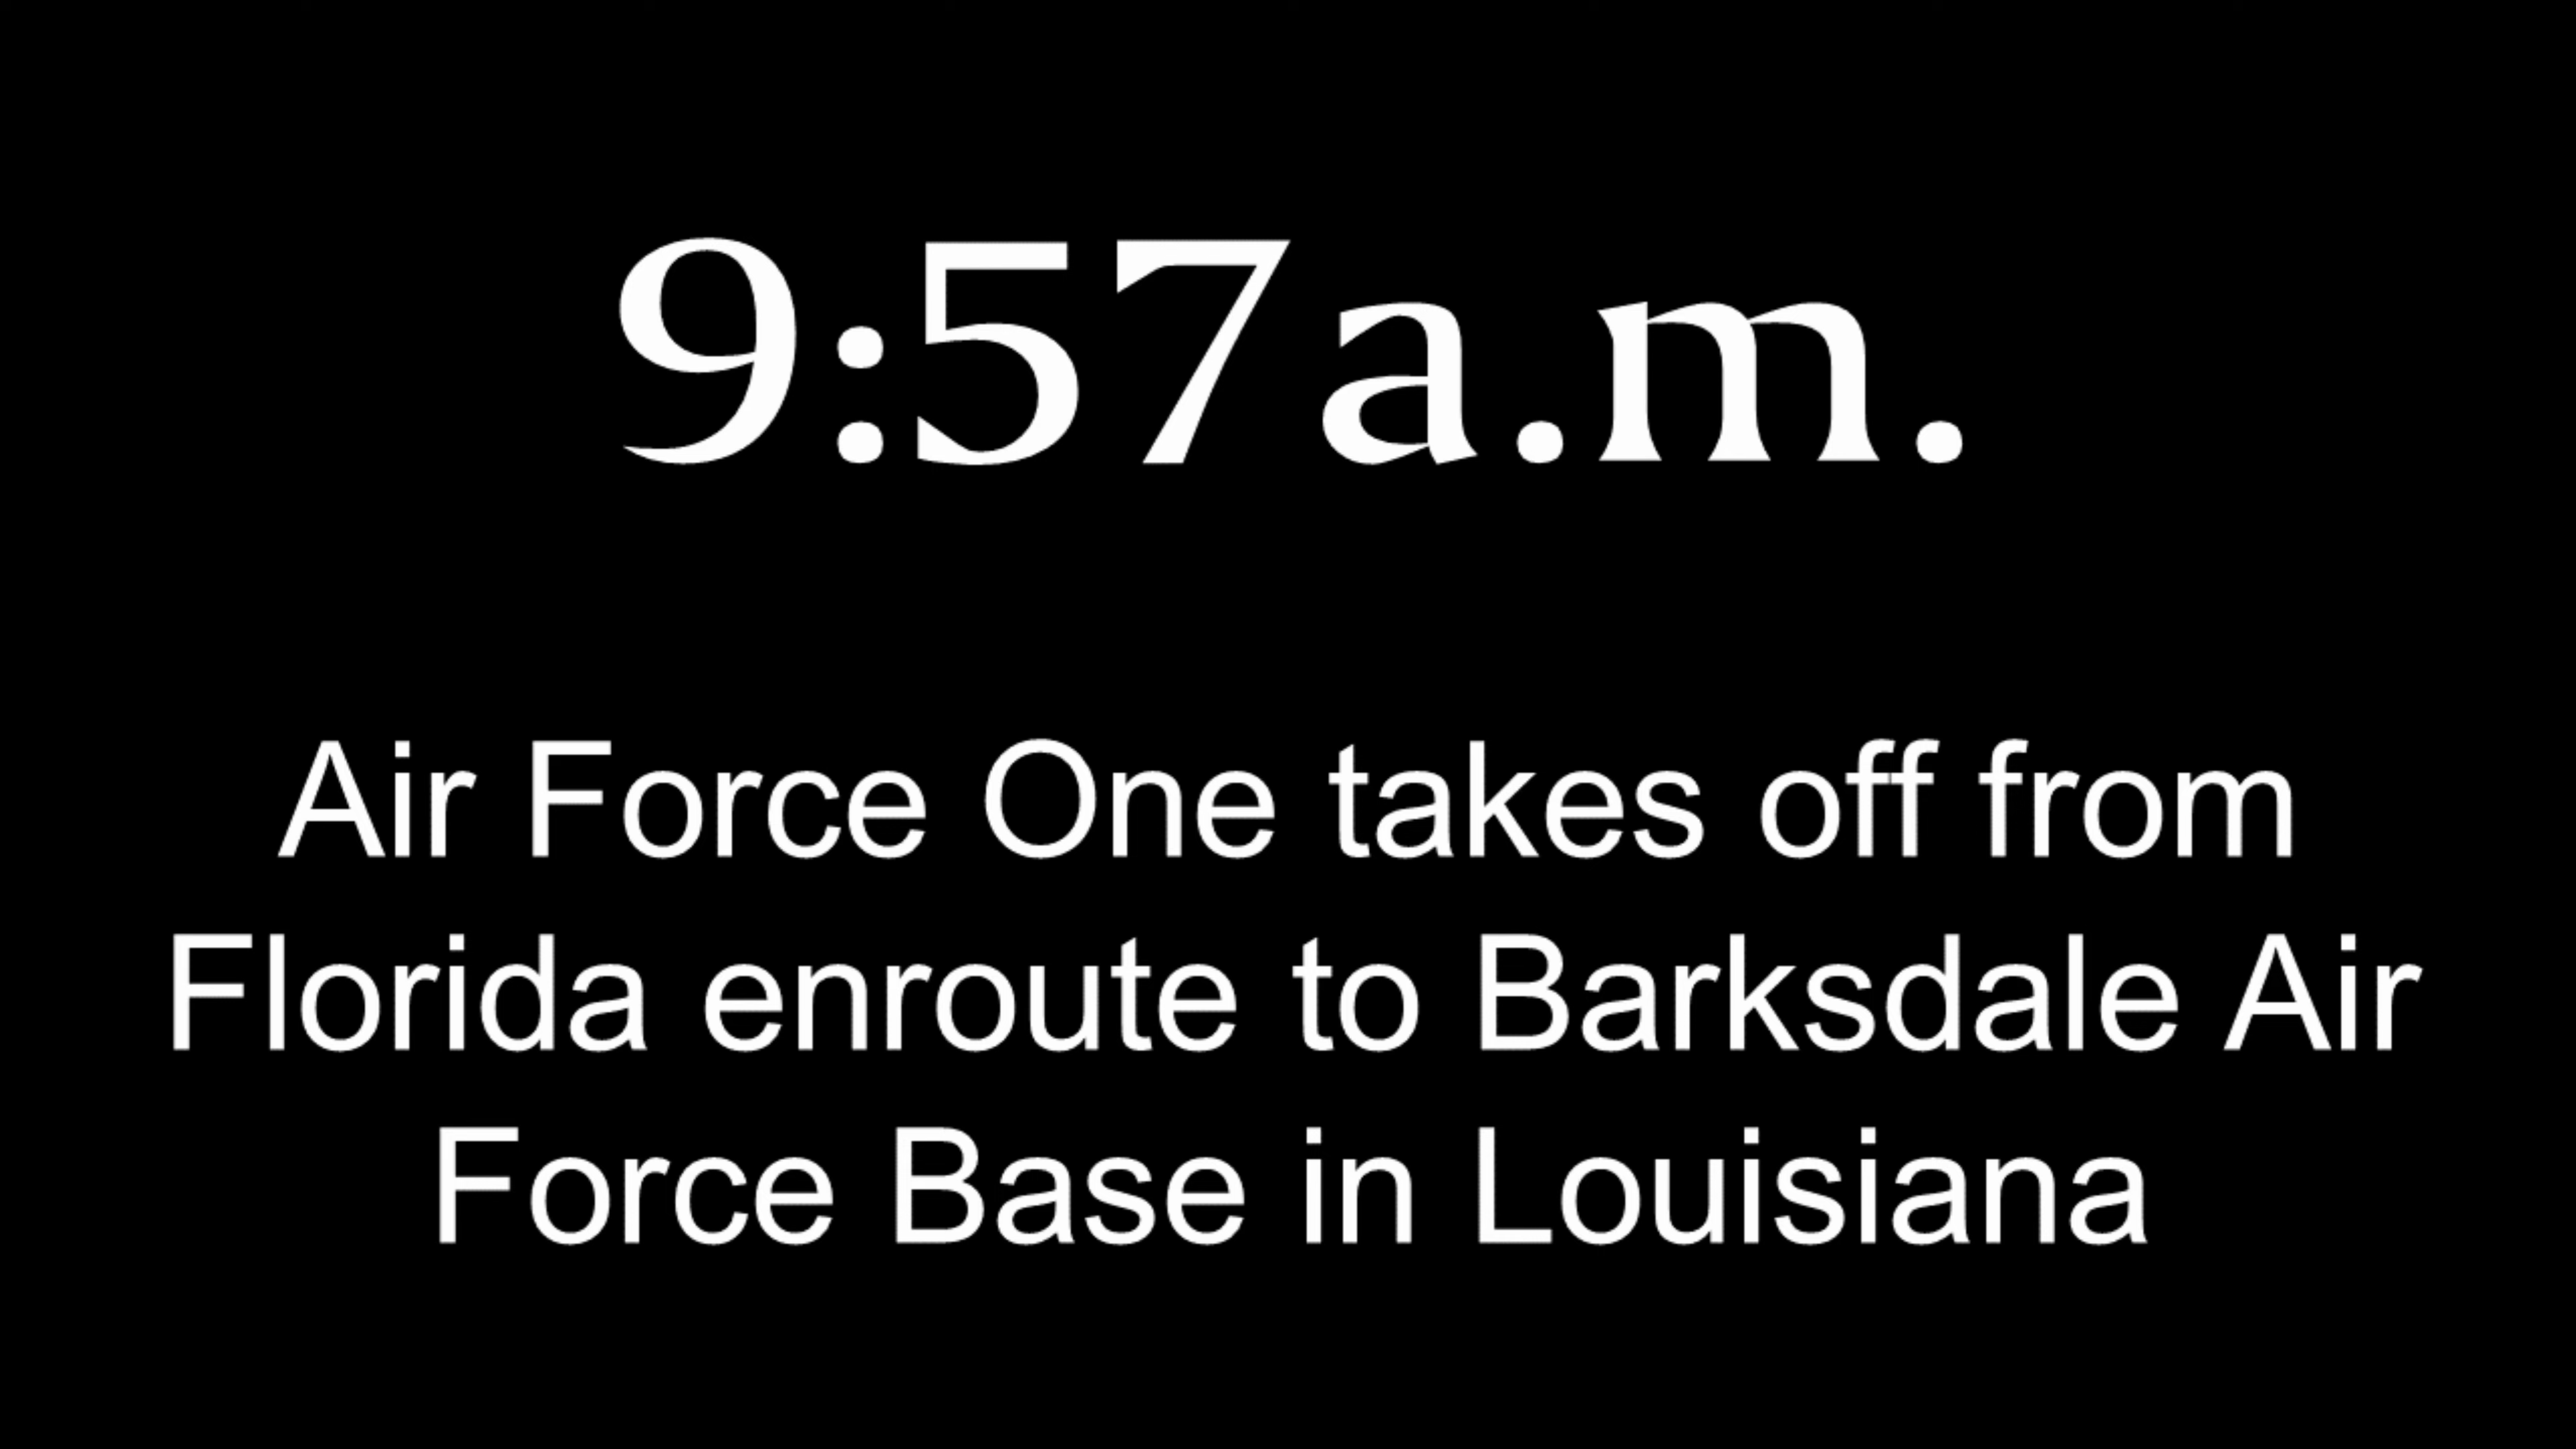 9:57a.m.
Air Force One takes off from
Florida enroute to Barksdale Air
Force Base in Louisiana